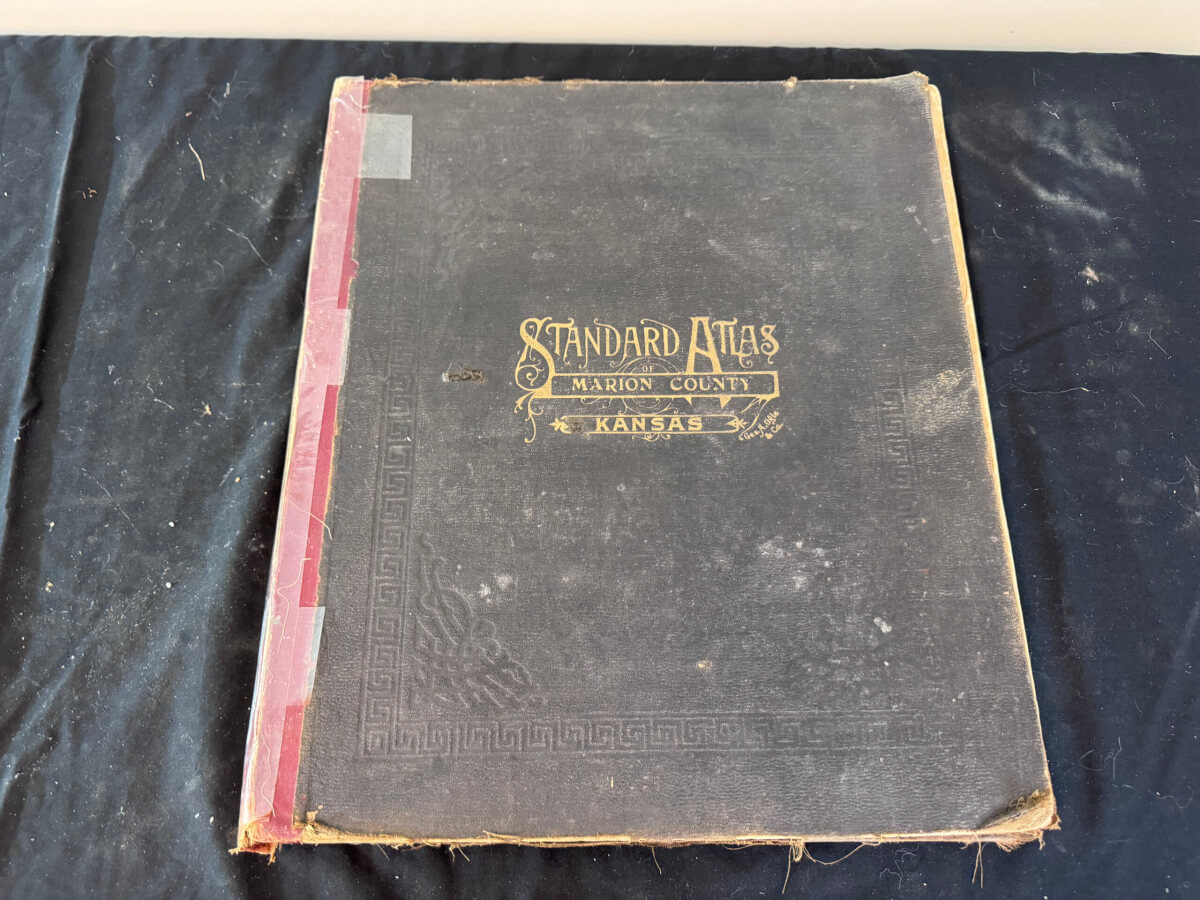 STANDARD ATLAS
OF
MARION COUNTY
KANSAS
Geo. A. Ogle
& Co.